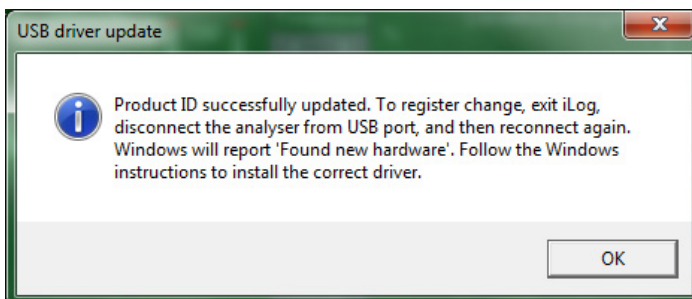 USB driver update
Product ID successfully updated. To register change, exit iLog,
disconnect the analyser from USB port, and then reconnect again.
Windows will report 'Found new hardware'. Follow the Windows
instructions to install the correct driver.
OK